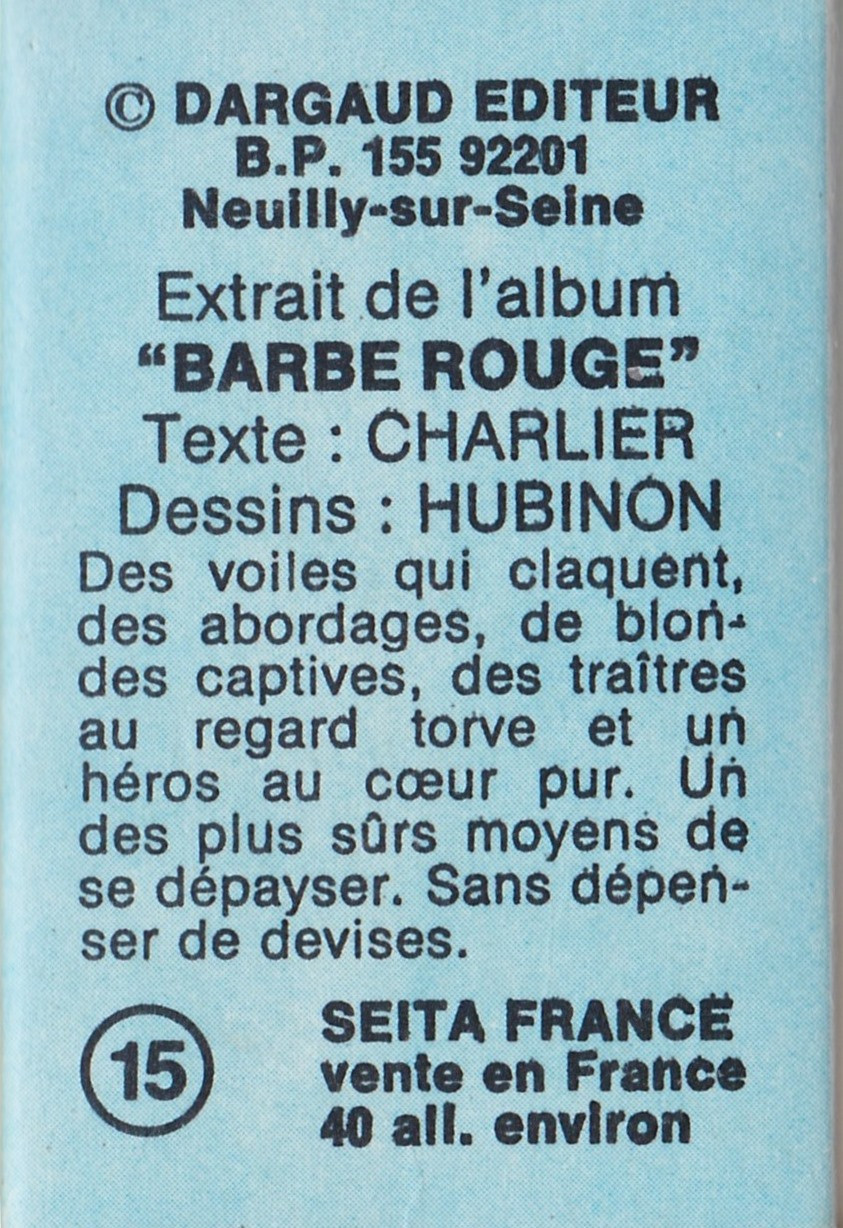 © DARGAUD EDITEUR
B.P. 155 92201
Neuilly-sur-Seine
Extrait de l'album
“BARBE ROUGE”
Texte : CHARLIER
Dessins : HUBINON
Des voiles qui claquent,
des abordages, de blon-
des captives, des traîtres
au regard torve et un
héros au cœur pur. Un
des plus sûrs moyens de
se dépayser. Sans dépen-
ser de devises.
15
SEITA FRANCE
vente en France
40 all. environ